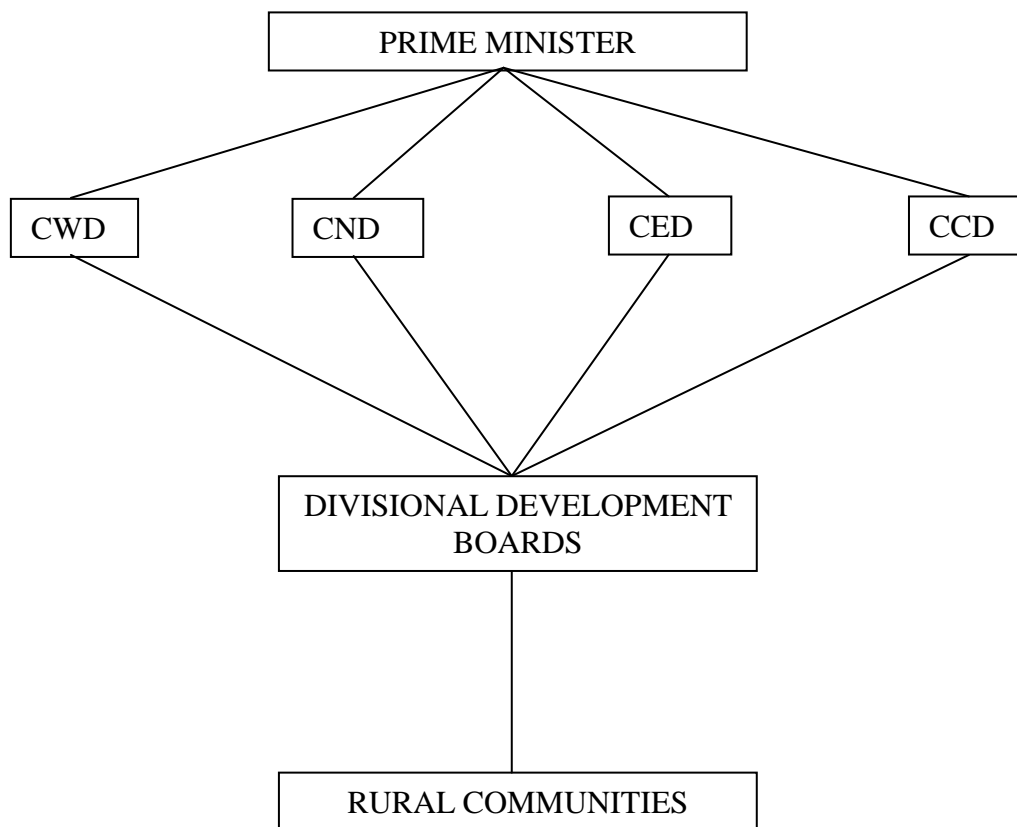 PRIME MINISTER
CWD
CND
CED
CCD
DIVISIONAL DEVELOPMENT
BOARDS
RURAL COMMUNITIES